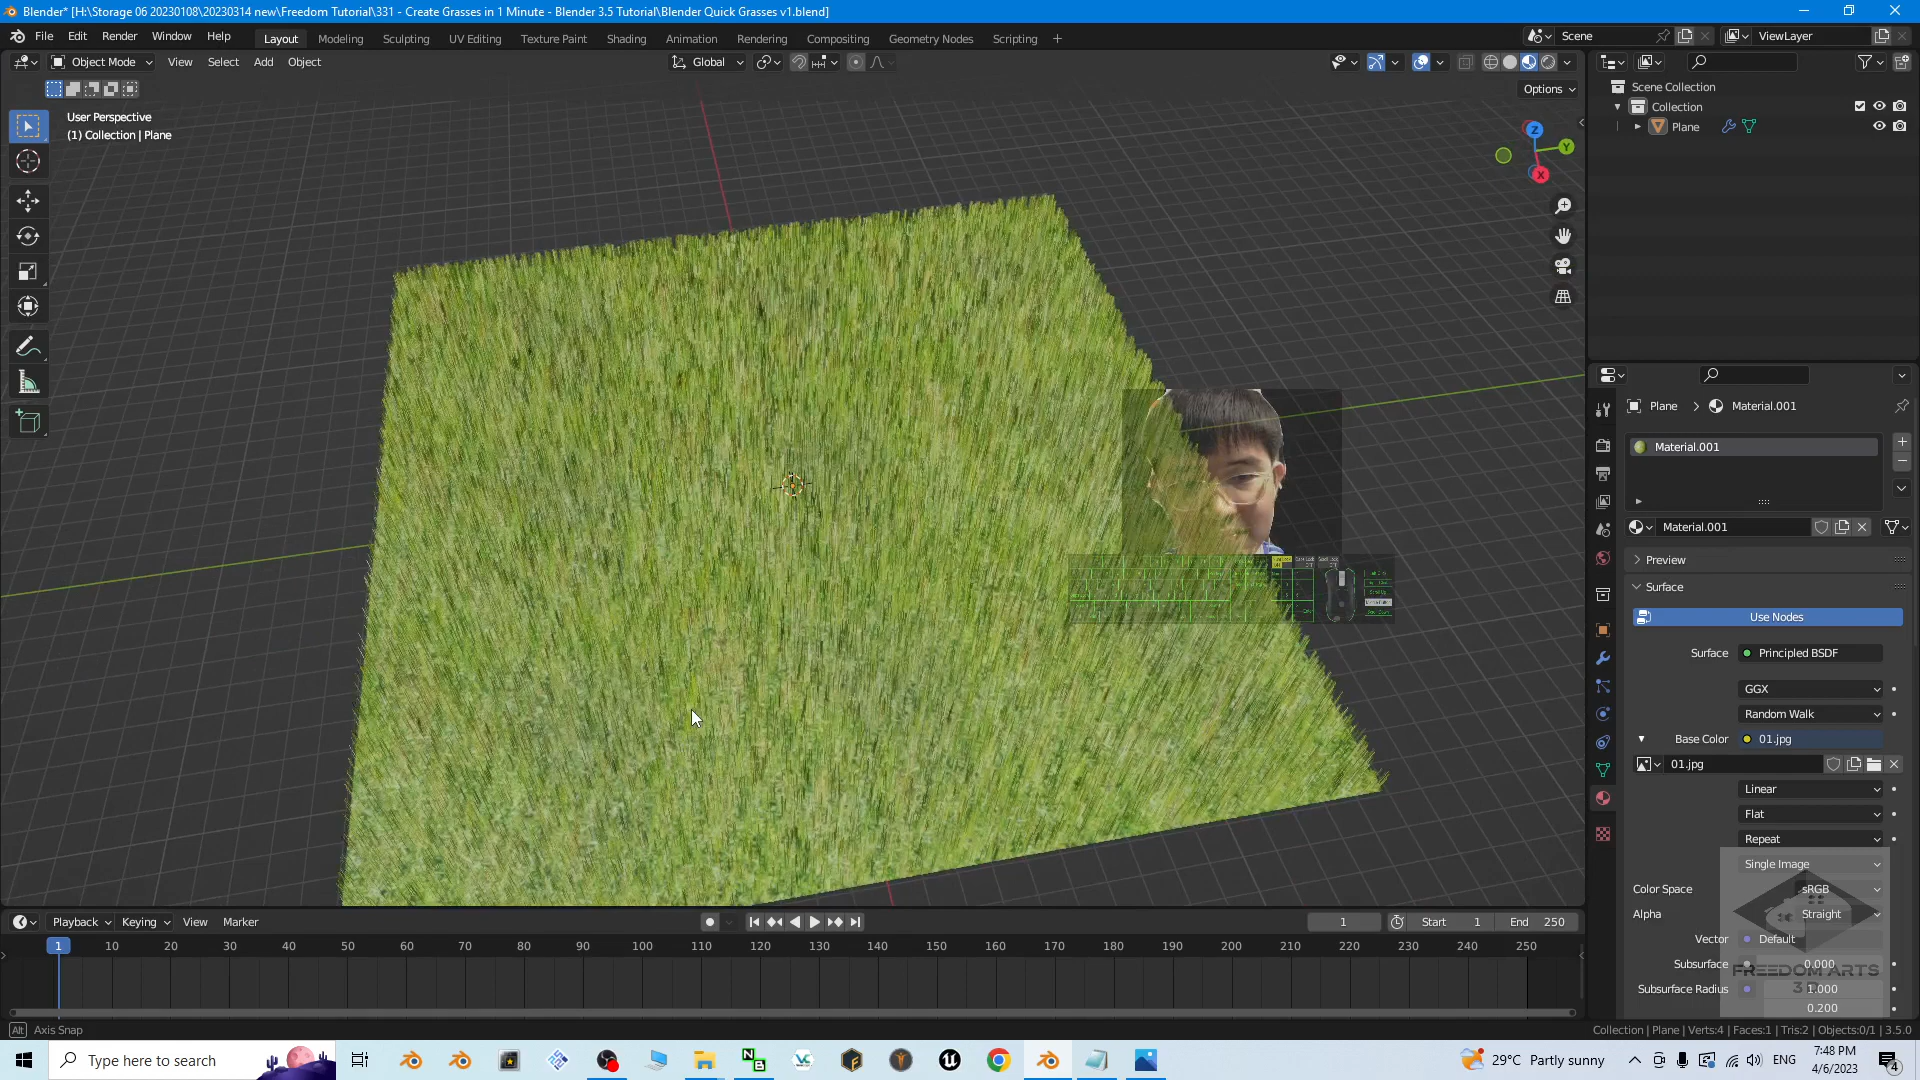 Blender* [H:\Storage 06 20230108\20230314 new\Freedom Tutorial\331 - Create Grasses in 1 Minute - Blender 3.5 Tutorial\Blender Quick Grasses v1.blend]
File Edit Render Window Help Layout Modeling Sculpting UV Editing Texture Paint Shading Animation Rendering Compositing Geometry Nodes Scripting + Scene ViewLayer
Object Mode View Select Add Object Global
Options
User Perspective
(1) Collection | Plane
Z
Y
X
Scene Collection
Collection
Plane
Plane > Material.001
Material.001
Material.001
Preview
Surface
Use Nodes
Surface Principled BSDF
GGX
Random Walk
Base Color 01.jpg
01.jpg
Linear
Flat
Repeat
Single Image
Color Space sRGB
Alpha Straight
Vector Default
Subsurface 0.000
Subsurface Radius 1.000
0.200
FREEDOM ARTS
3D
Playback Keying View Marker 1 Start 1 End 250
1 10 20 30 40 50 60 70 80 90 100 110 120 130 140 150 160 170 180 190 200 210 220 230 240 250
Alt Axis Snap
Collection | Plane | Verts:4 | Faces:1 | Tris:2 | Objects:0/1 | 3.5.0
Type here to search
29°C Partly sunny
ENG
7:48 PM
4/6/2023
4